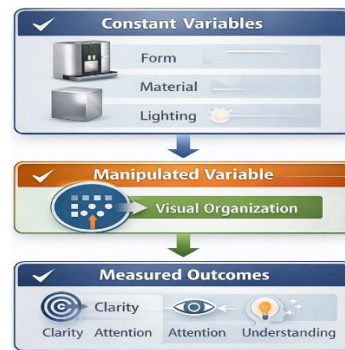 Constant Variables
Form
Material
Lighting
Manipulated Variable
Visual Organization
Measured Outcomes
Clarity
Clarity Attention Attention Understanding